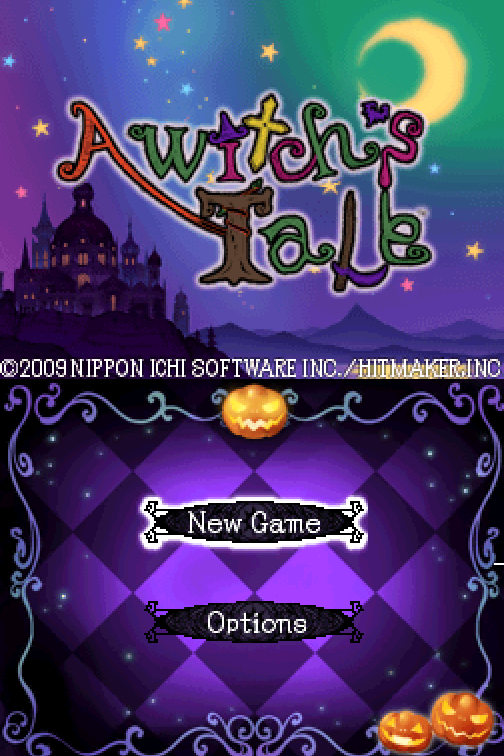 A witch's
Tale
©2009 NIPPON ICHI SOFTWARE INC./HITMAKER.INC
New Game
Options